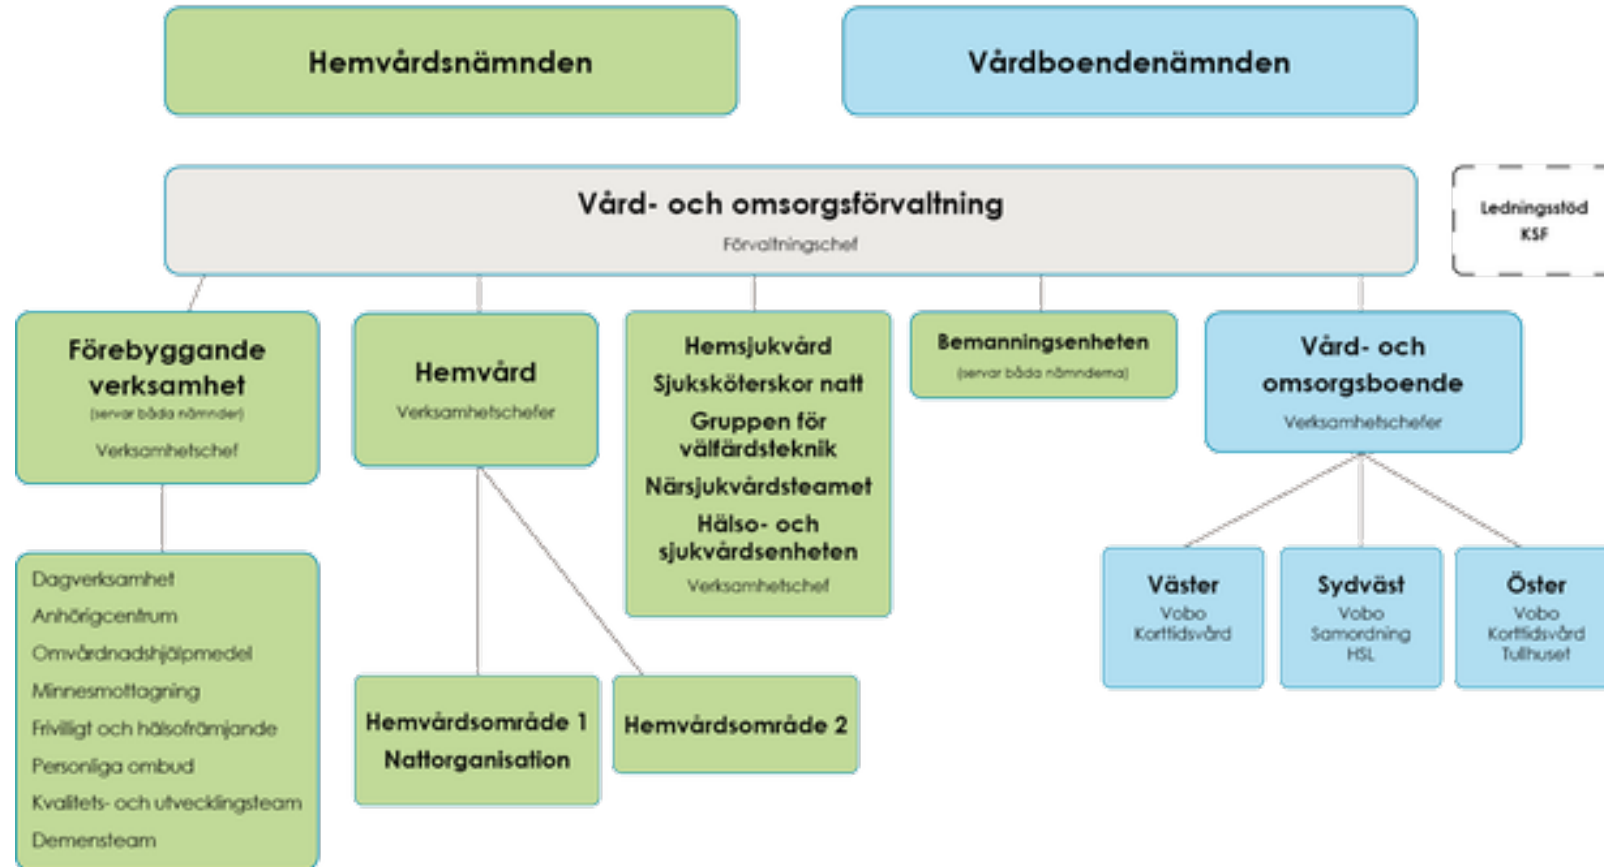 Hemvårdsnämnden
Vårdboendenämnden
Vård- och omsorgsförvaltning
Förvaltningschef
Ledningsstöd
KSF
Förebyggande
verksamhet
(servar båda nämnder)
Verksamhetschef
Hemvård
Verksamhetschefer
Hemsjukvård
Sjuksköterskor natt
Gruppen för
välfärdsteknik
Närsjukvårdsteamet
Hälso- och
sjukvårdsenheten
Verksamhetschef
Bemanningsenheten
(servar båda nämnderna)
Vård- och
omsorgsboende
Verksamhetschefer
Dagverksamhet
Anhörigcentrum
Omvårdnadshjälpmedel
Minnesmottagning
Frivilligt och hälsofrämjande
Personliga ombud
Kvalitets- och utvecklingsteam
Demensteam
Hemvårdsområde 1
Nattorganisation
Hemvårdsområde 2
Väster
Vobo
Korttidsvård
Sydväst
Vobo
Samordning
HSL
Öster
Vobo
Korttidsvård
Tullhuset